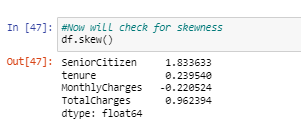 In [47]: #Now will check for skewness
df.skew()
Out[47]: SeniorCitizen 1.833633
tenure 0.239540
MonthlyCharges -0.220524
TotalCharges 0.962394
dtype: float64